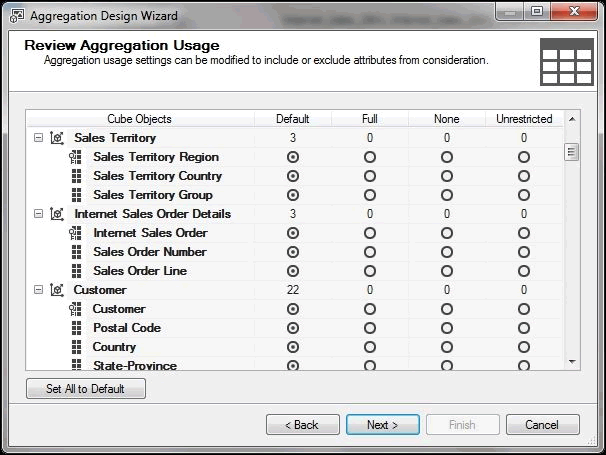 Aggregation Design Wizard
Review Aggregation Usage
Aggregation usage settings can be modified to include or exclude attributes from consideration.
Cube Objects Default Full None Unrestricted
Sales Territory 3 0 0 0
Sales Territory Region
Sales Territory Country
Sales Territory Group
Internet Sales Order Details 3 0 0 0
Internet Sales Order
Sales Order Number
Sales Order Line
Customer 22 0 0 0
Customer
Postal Code
Country
State-Province
Set All to Default
< Back Next > Finish Cancel